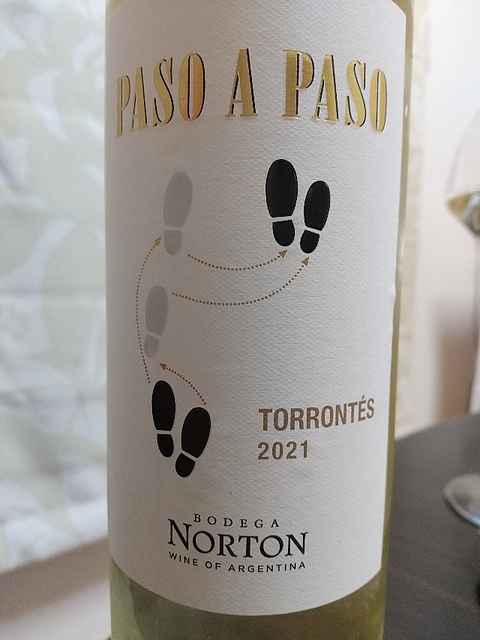 PASO A PASO
TORRONTÉS
2021
BODEGA
NORTON
WINE OF ARGENTINA